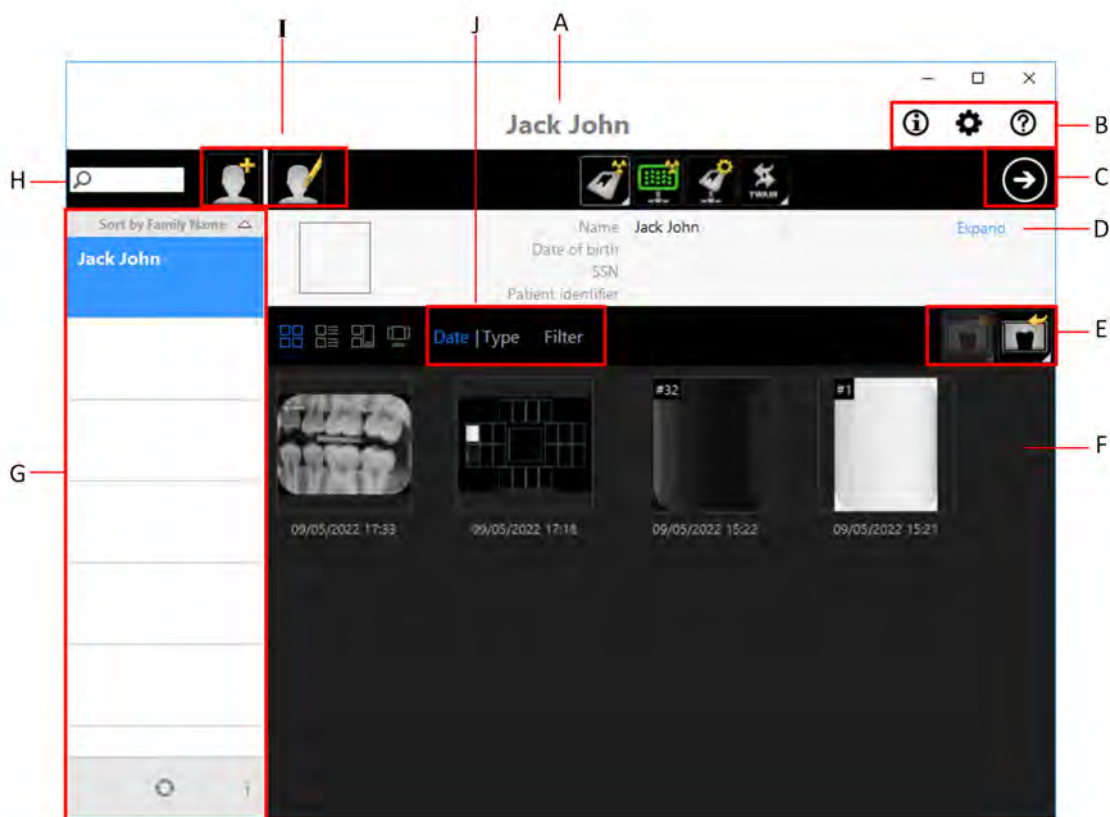 I
J
A
Jack John
B
H
TWAIN
C
Sort by Family Name
Name Jack John
Expand
D
Date of birth
SSN
Patient identifier
Jack John
Date | Type Filter
E
#32
#1
F
G
09/05/2022 17:33
09/05/2022 17:18
09/05/2022 15:22
09/05/2022 15:21